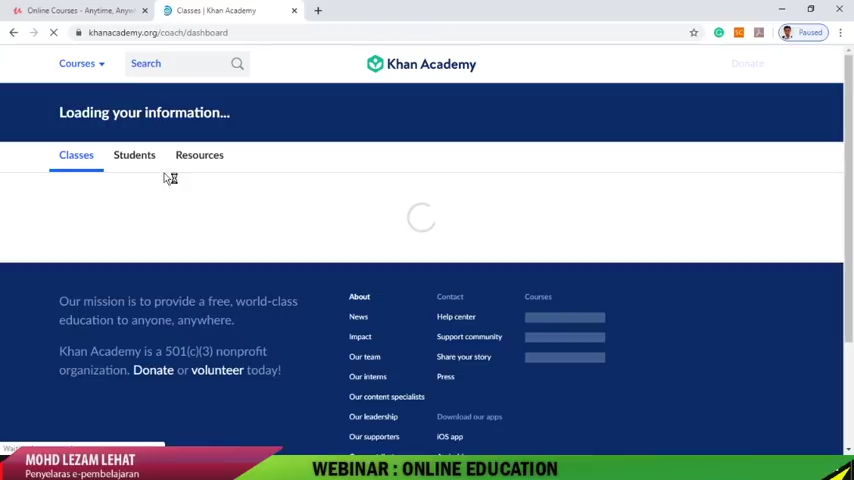 Online Courses - Anytime, Anyw
Classes | Khan Academy
khanacademy.org/coach/dashboard
Paused
Courses
Search
Khan Academy
Donate
Loading your information...
Classes
Students
Resources
Our mission is to provide a free, world-class
education to anyone, anywhere.
Khan Academy is a 501(c)(3) nonprofit
organization. Donate or volunteer today!
About
News
Impact
Our team
Our interns
Our content specialists
Our leadership
Our supporters
Contact
Help center
Support community
Share your story
Press
Download our apps
iOS app
Courses
MOHD LEZAM LEHAT
Penyelaras e-pembelajaran
WEBINAR : ONLINE EDUCATION